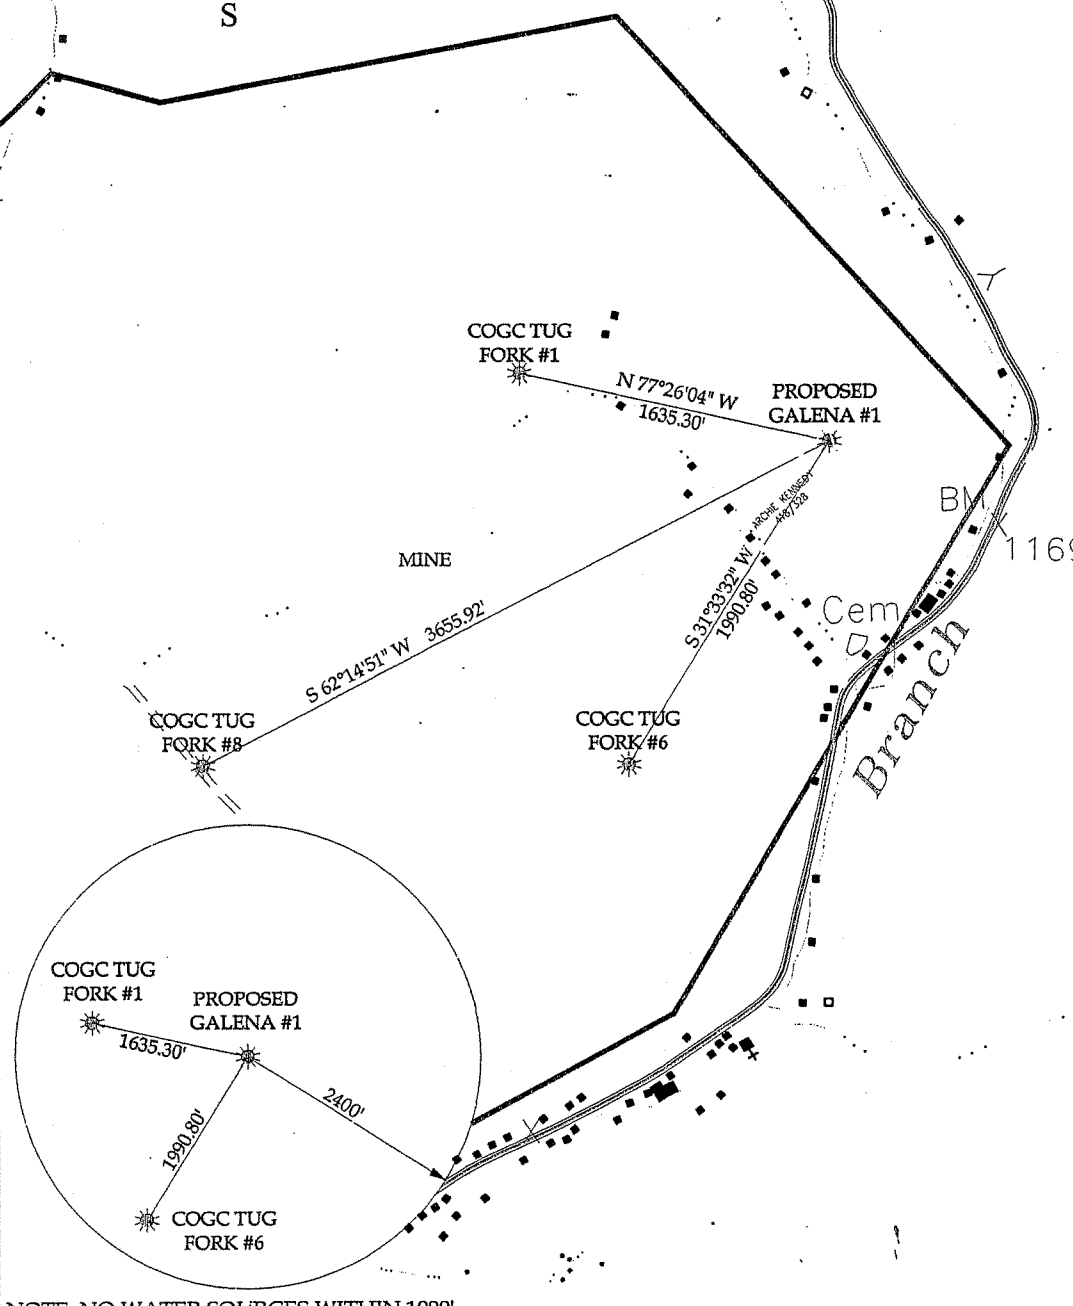 S
COGC TUG
FORK #1
N 77°26'04" W
1635.30'
PROPOSED
GALENA #1
ARCHIE KENNEDY
BM
1169
MINE
S 62°14'51" W 3655.92'
S 31°33'32" W
1990.80'
Cem
Branch
COGC TUG
FORK #8
COGC TUG
FORK #6
COGC TUG
FORK #1
PROPOSED
GALENA #1
1635.30'
2400'
1990.80'
COGC TUG
FORK #6
NOTE: NO WATER SOURCES WITHIN 1000'